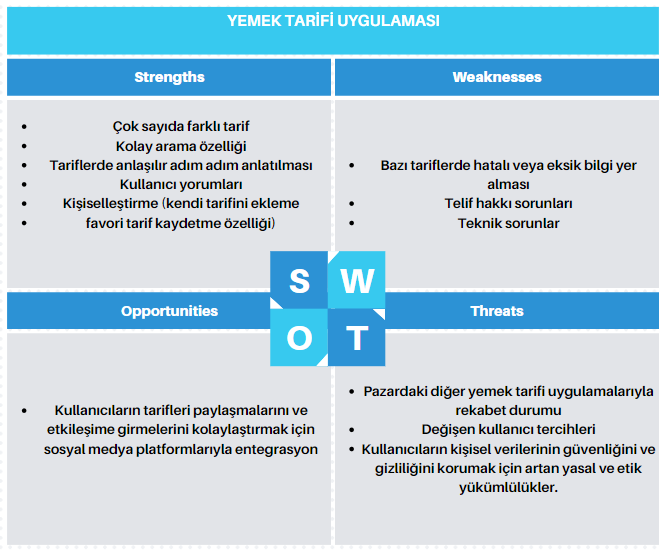 YEMEK TARİFİ UYGULAMASI
Strengths
Weaknesses
• Çok sayıda farklı tarif
• Kolay arama özelliği
• Tariflerde anlaşılır adım adım anlatılması
• Kullanıcı yorumları
• Kişiselleştirme (kendi tarifini ekleme
• favori tarif kaydetme özelliği)
• Bazı tariflerde hatalı veya eksik bilgi yer
alması
• Telif hakkı sorunları
• Teknik sorunlar
S W
O T
Opportunities
Threats
• Kullanıcıların tarifleri paylaşmalarını ve
etkileşime girmelerini kolaylaştırmak için
sosyal medya platformlarıyla entegrasyon
• Pazardaki diğer yemek tarifi uygulamalarıyla
rekabet durumu
• Değişen kullanıcı tercihleri
• Kullanıcıların kişisel verilerinin güvenliğini ve
gizliliğini korumak için artan yasal ve etik
yükümlülükler.